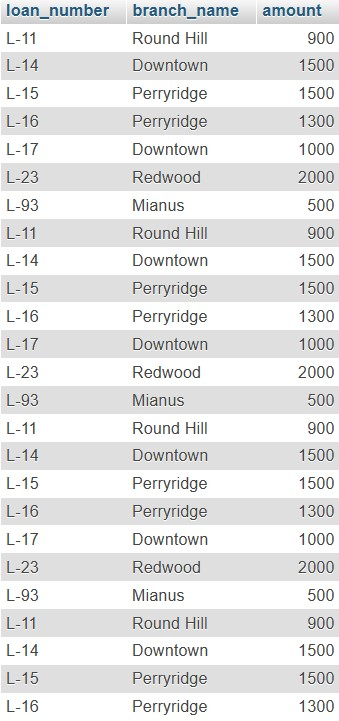 loan_number branch_name amount
L-11 Round Hill 900
L-14 Downtown 1500
L-15 Perryridge 1500
L-16 Perryridge 1300
L-17 Downtown 1000
L-23 Redwood 2000
L-93 Mianus 500
L-11 Round Hill 900
L-14 Downtown 1500
L-15 Perryridge 1500
L-16 Perryridge 1300
L-17 Downtown 1000
L-23 Redwood 2000
L-93 Mianus 500
L-11 Round Hill 900
L-14 Downtown 1500
L-15 Perryridge 1500
L-16 Perryridge 1300
L-17 Downtown 1000
L-23 Redwood 2000
L-93 Mianus 500
L-11 Round Hill 900
L-14 Downtown 1500
L-15 Perryridge 1500
L-16 Perryridge 1300